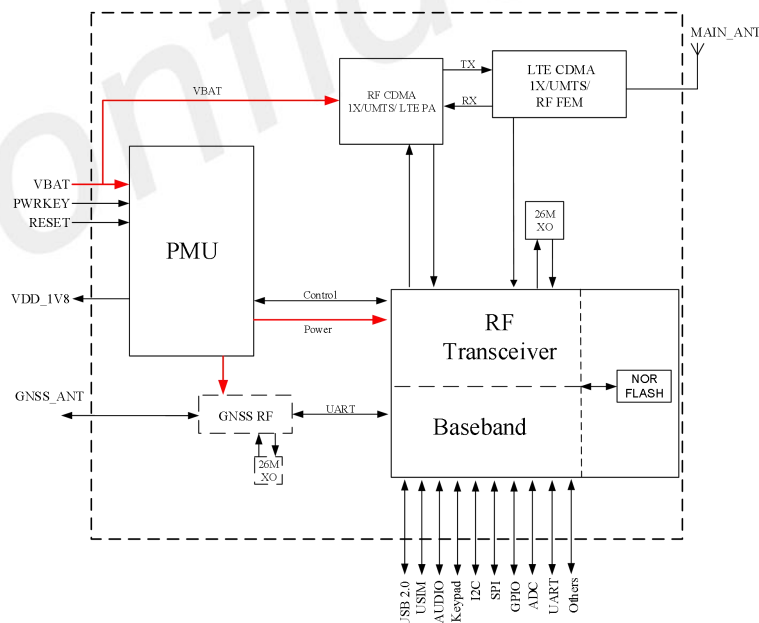 MAIN_ANT
VBAT
TX
RX
RF CDMA
1X/UMTS/ LTE PA
LTE CDMA
1X/UMTS/
RF FEM
VBAT
PWRKEY
RESET
PMU
26M
XO
VDD_1V8
Control
Power
RF
Transceiver
NOR
FLASH
GNSS_ANT
GNSS RF
UART
Baseband
26M
XO
USB 2.0
USIM
AUDIO
Keypad
I2C
SPI
GPIO
ADC
UART
Others